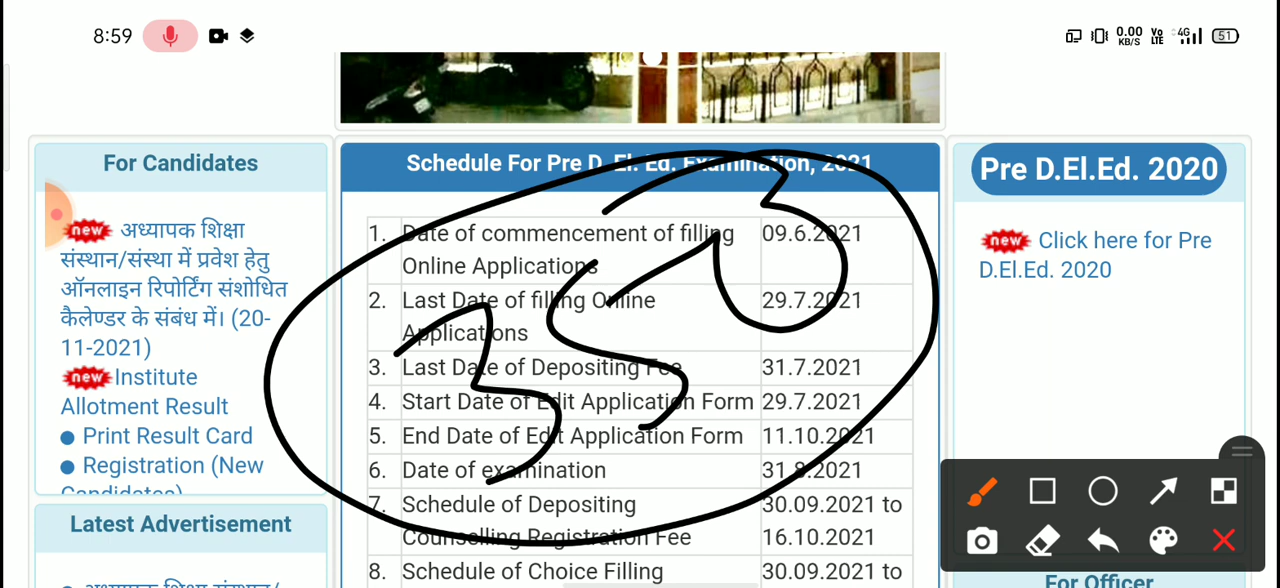 8:59
0.00 KB/S Vo LTE 4G 51
For Candidates
new अध्यापक शिक्षा
संस्थान/संस्था में प्रवेश हेतु
ऑनलाइन रिपोर्टिंग संशोधित
कैलेण्डर के संबंध में। (20-
11-2021)
new Institute
Allotment Result
Print Result Card
Registration (New
Candidates)
Latest Advertisement
अध्यापक शिक्षा संस्थान/
Schedule For Pre D. El. Ed. Examination, 2021
1. Date of commencement of filling 09.6.2021
Online Applications
2. Last Date of filling Online 29.7.2021
Applications
3. Last Date of Depositing Fee 31.7.2021
4. Start Date of Edit Application Form 29.7.2021
5. End Date of Edit Application Form 11.10.2021
6. Date of examination 31.8.2021
7. Schedule of Depositing 30.09.2021 to
Counselling Registration Fee 16.10.2021
8. Schedule of Choice Filling 30.09.2021 to
Pre D.El.Ed. 2020
new Click here for Pre
D.El.Ed. 2020
For Officer